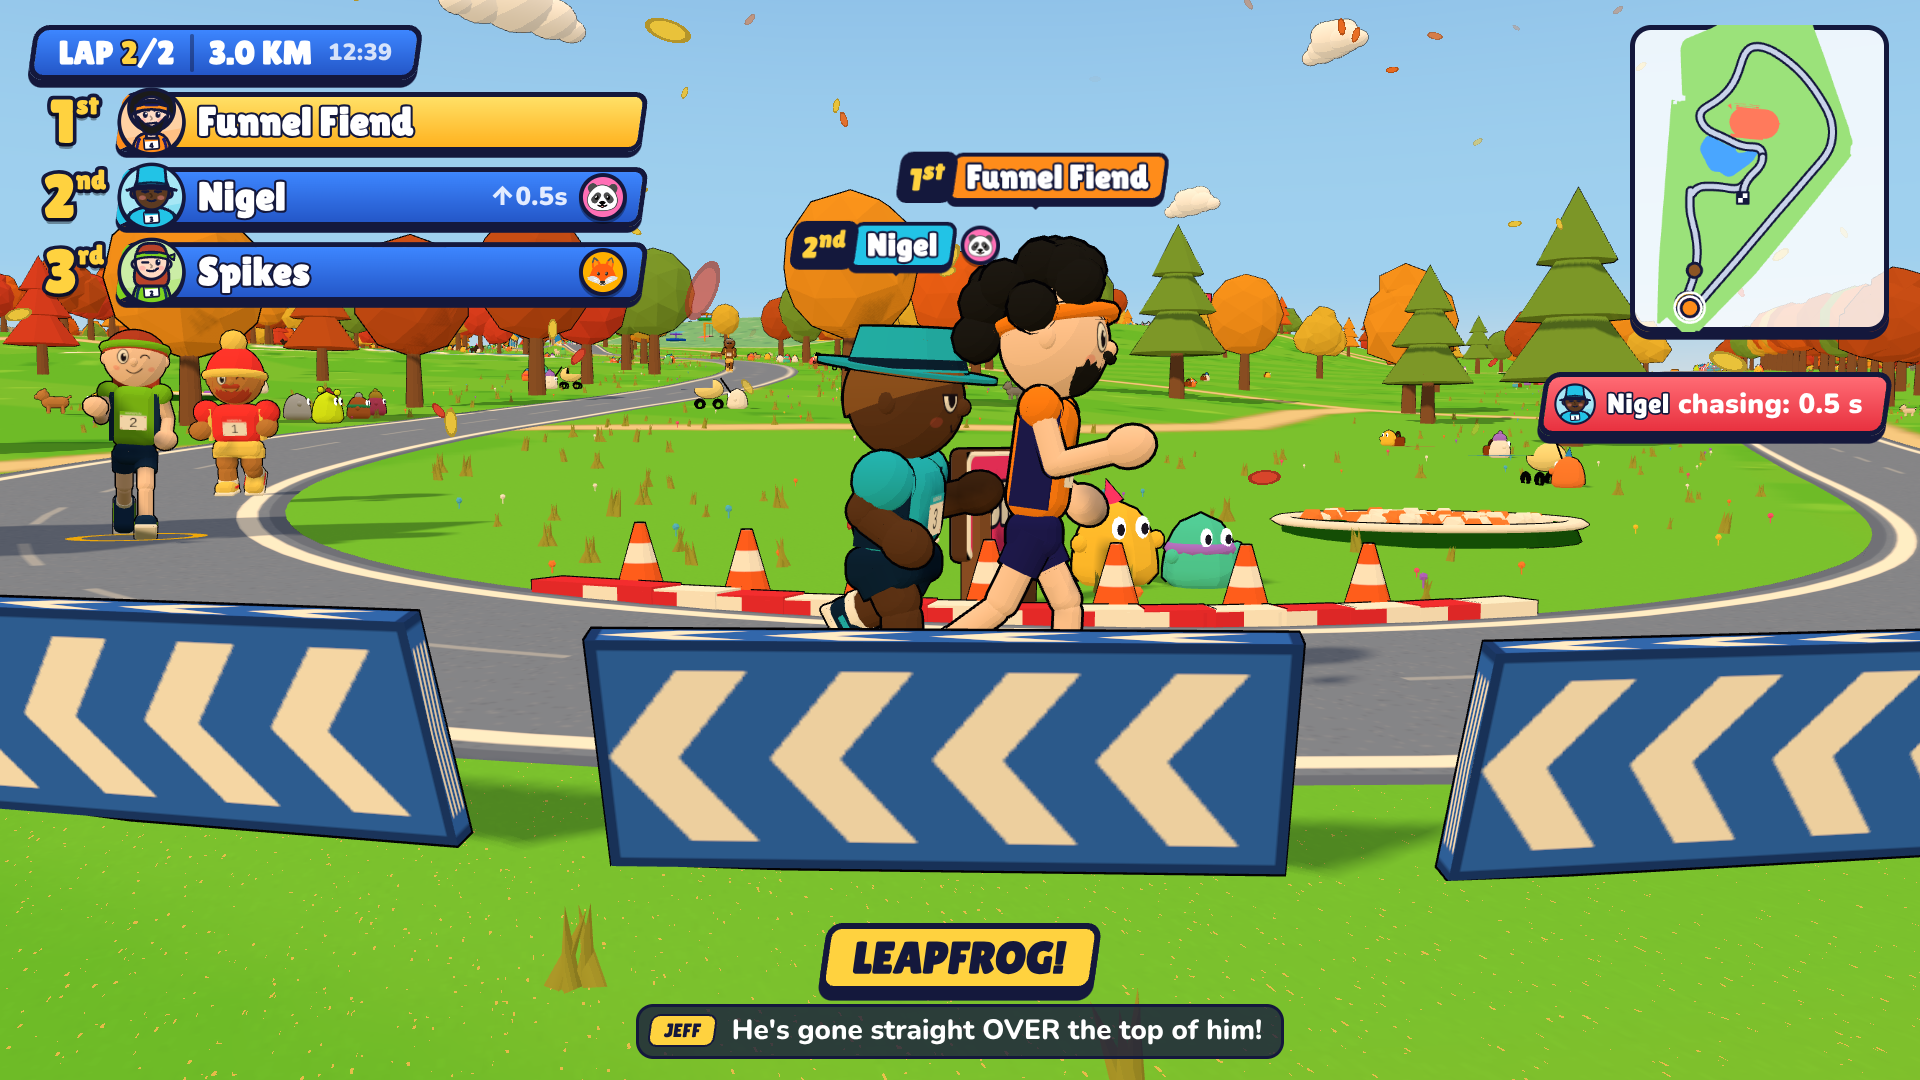 LAP 2/2 3.0 KM 12:39
1st Funnel Fiend
2nd Nigel ↑0.5s
3rd Spikes
1st Funnel Fiend
2nd Nigel
Nigel chasing: 0.5 s
2
1
3
LEAPFROG!
JEFF He's gone straight OVER the top of him!